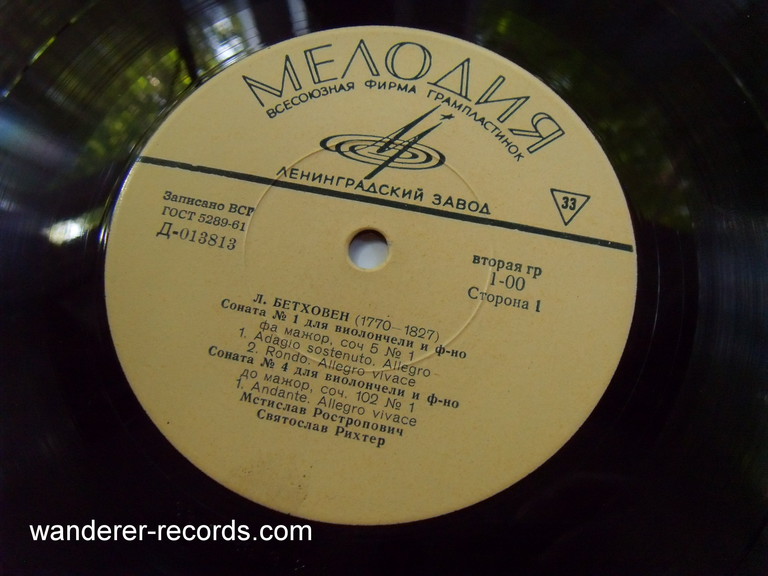 МЕЛОДИЯ
ВСЕСОЮЗНАЯ ФИРМА ГРАМПЛАСТИНОК
ЛЕНИНГРАДСКИЙ ЗАВОД
33
Записано ВСГ
ГОСТ 5289-61
Д-013813
вторая гр
1-00
Сторона 1
Л. БЕТХОВЕН (1770—1827)
Соната № 1 для виолончели и ф-но
фа мажор, соч 5 № 1
1. Adagio sostenuto. Allegro
2. Rondo. Allegro vivace
Соната № 4 для виолончели и ф-но
до мажор, соч. 102 № 1
1. Andante. Allegro vivace
Мстислав Ростропович
Святослав Рихтер
wanderer-records.com